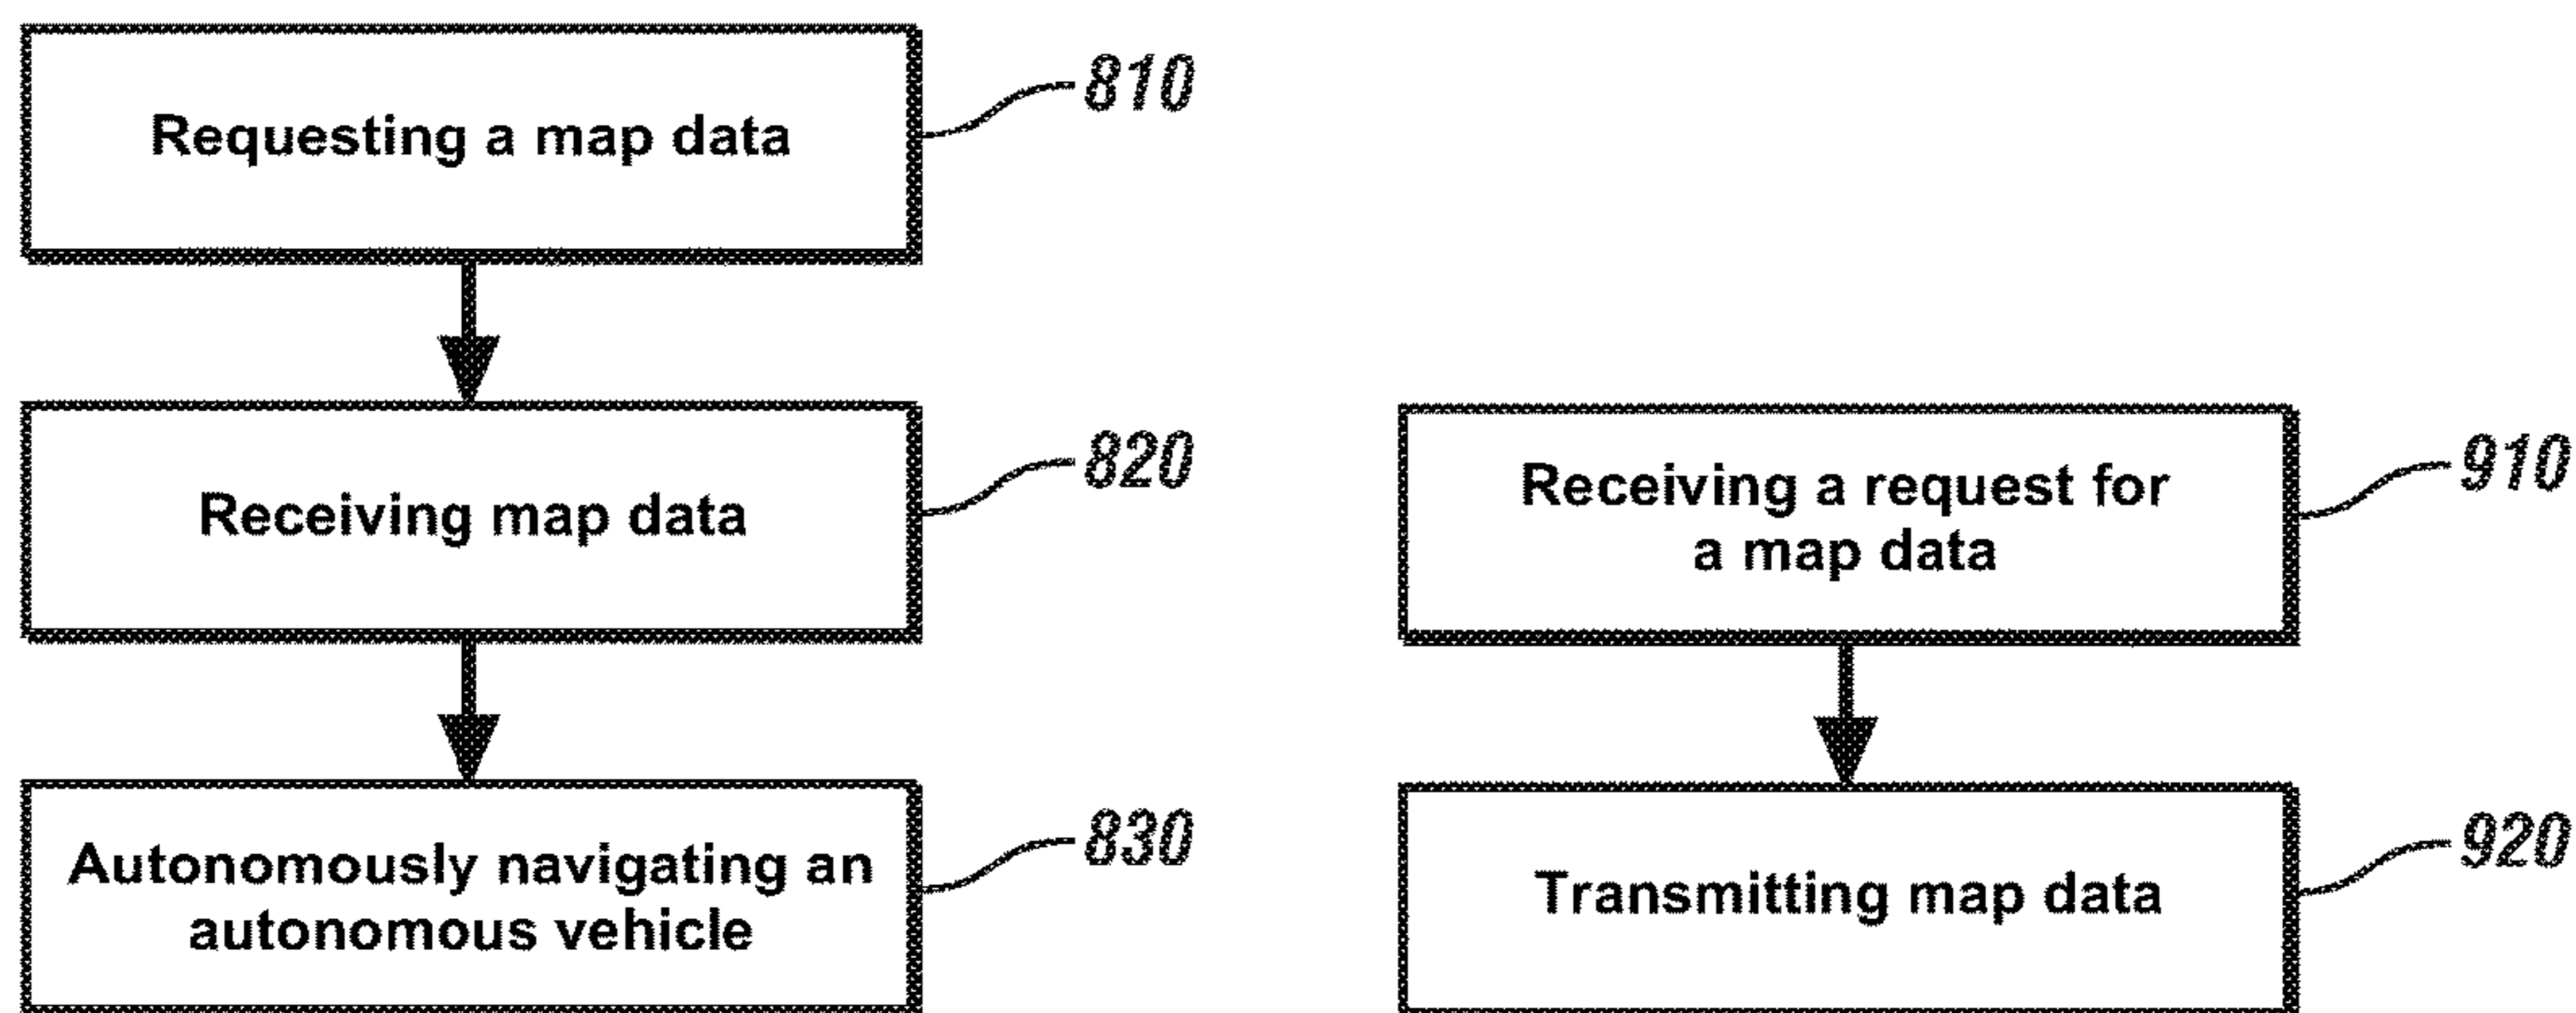 Requesting a map data
810
Receiving map data
820
Autonomously navigating an
autonomous vehicle
830
Receiving a request for
a map data
910
Transmitting map data
920